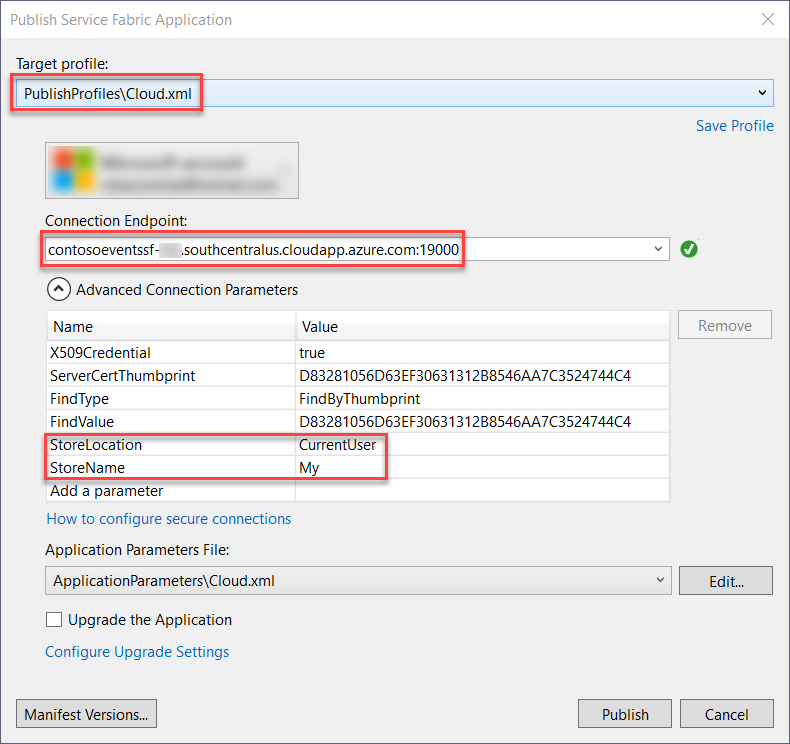 Publish Service Fabric Application
Target profile:
PublishProfiles\Cloud.xml
Save Profile
Connection Endpoint:
contosoeventssf- .southcentralus.cloudapp.azure.com:19000
Advanced Connection Parameters
Name Value
Remove
X509Credential true
ServerCertThumbprint D83281056D63EF30631312B8546AA7C3524744C4
FindType FindByThumbprint
FindValue D83281056D63EF30631312B8546AA7C3524744C4
StoreLocation CurrentUser
StoreName My
Add a parameter
How to configure secure connections
Application Parameters File:
ApplicationParameters\Cloud.xml Edit...
Upgrade the Application
Configure Upgrade Settings
Manifest Versions... Publish Cancel